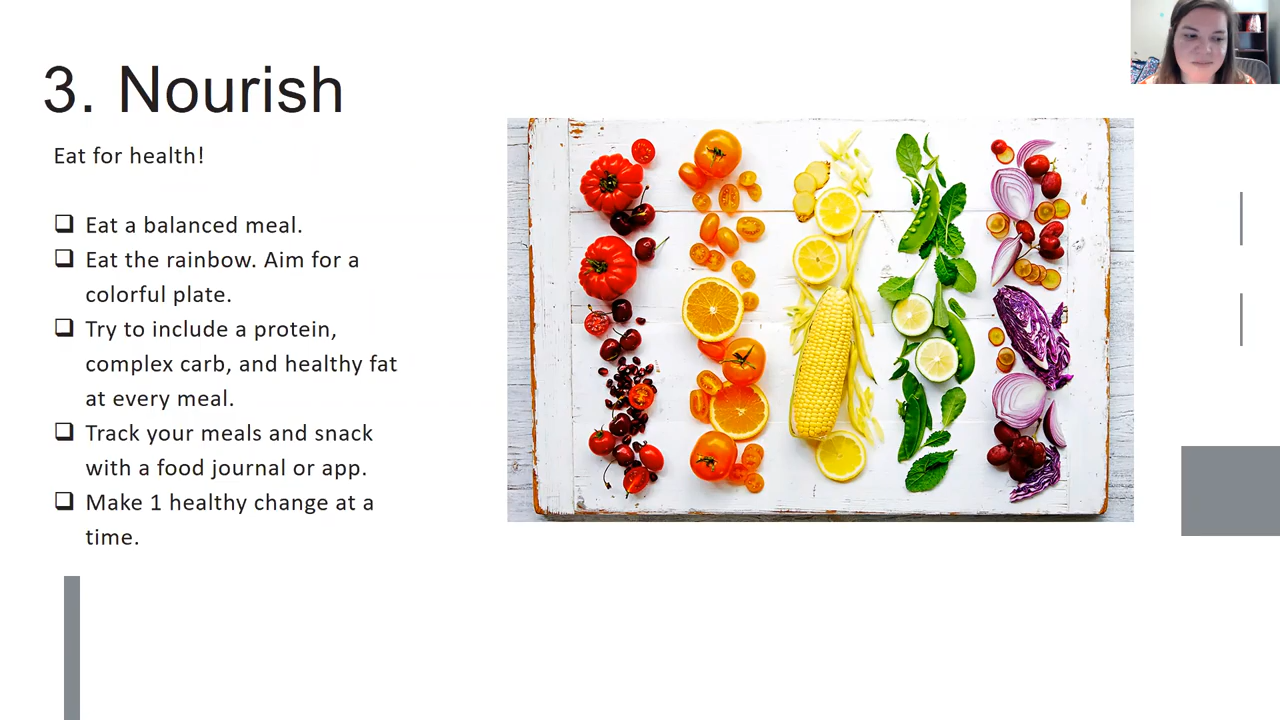 3. Nourish
Eat for health!
Eat a balanced meal.
Eat the rainbow. Aim for a
colorful plate.
Try to include a protein,
complex carb, and healthy fat
at every meal.
Track your meals and snack
with a food journal or app.
Make 1 healthy change at a
time.